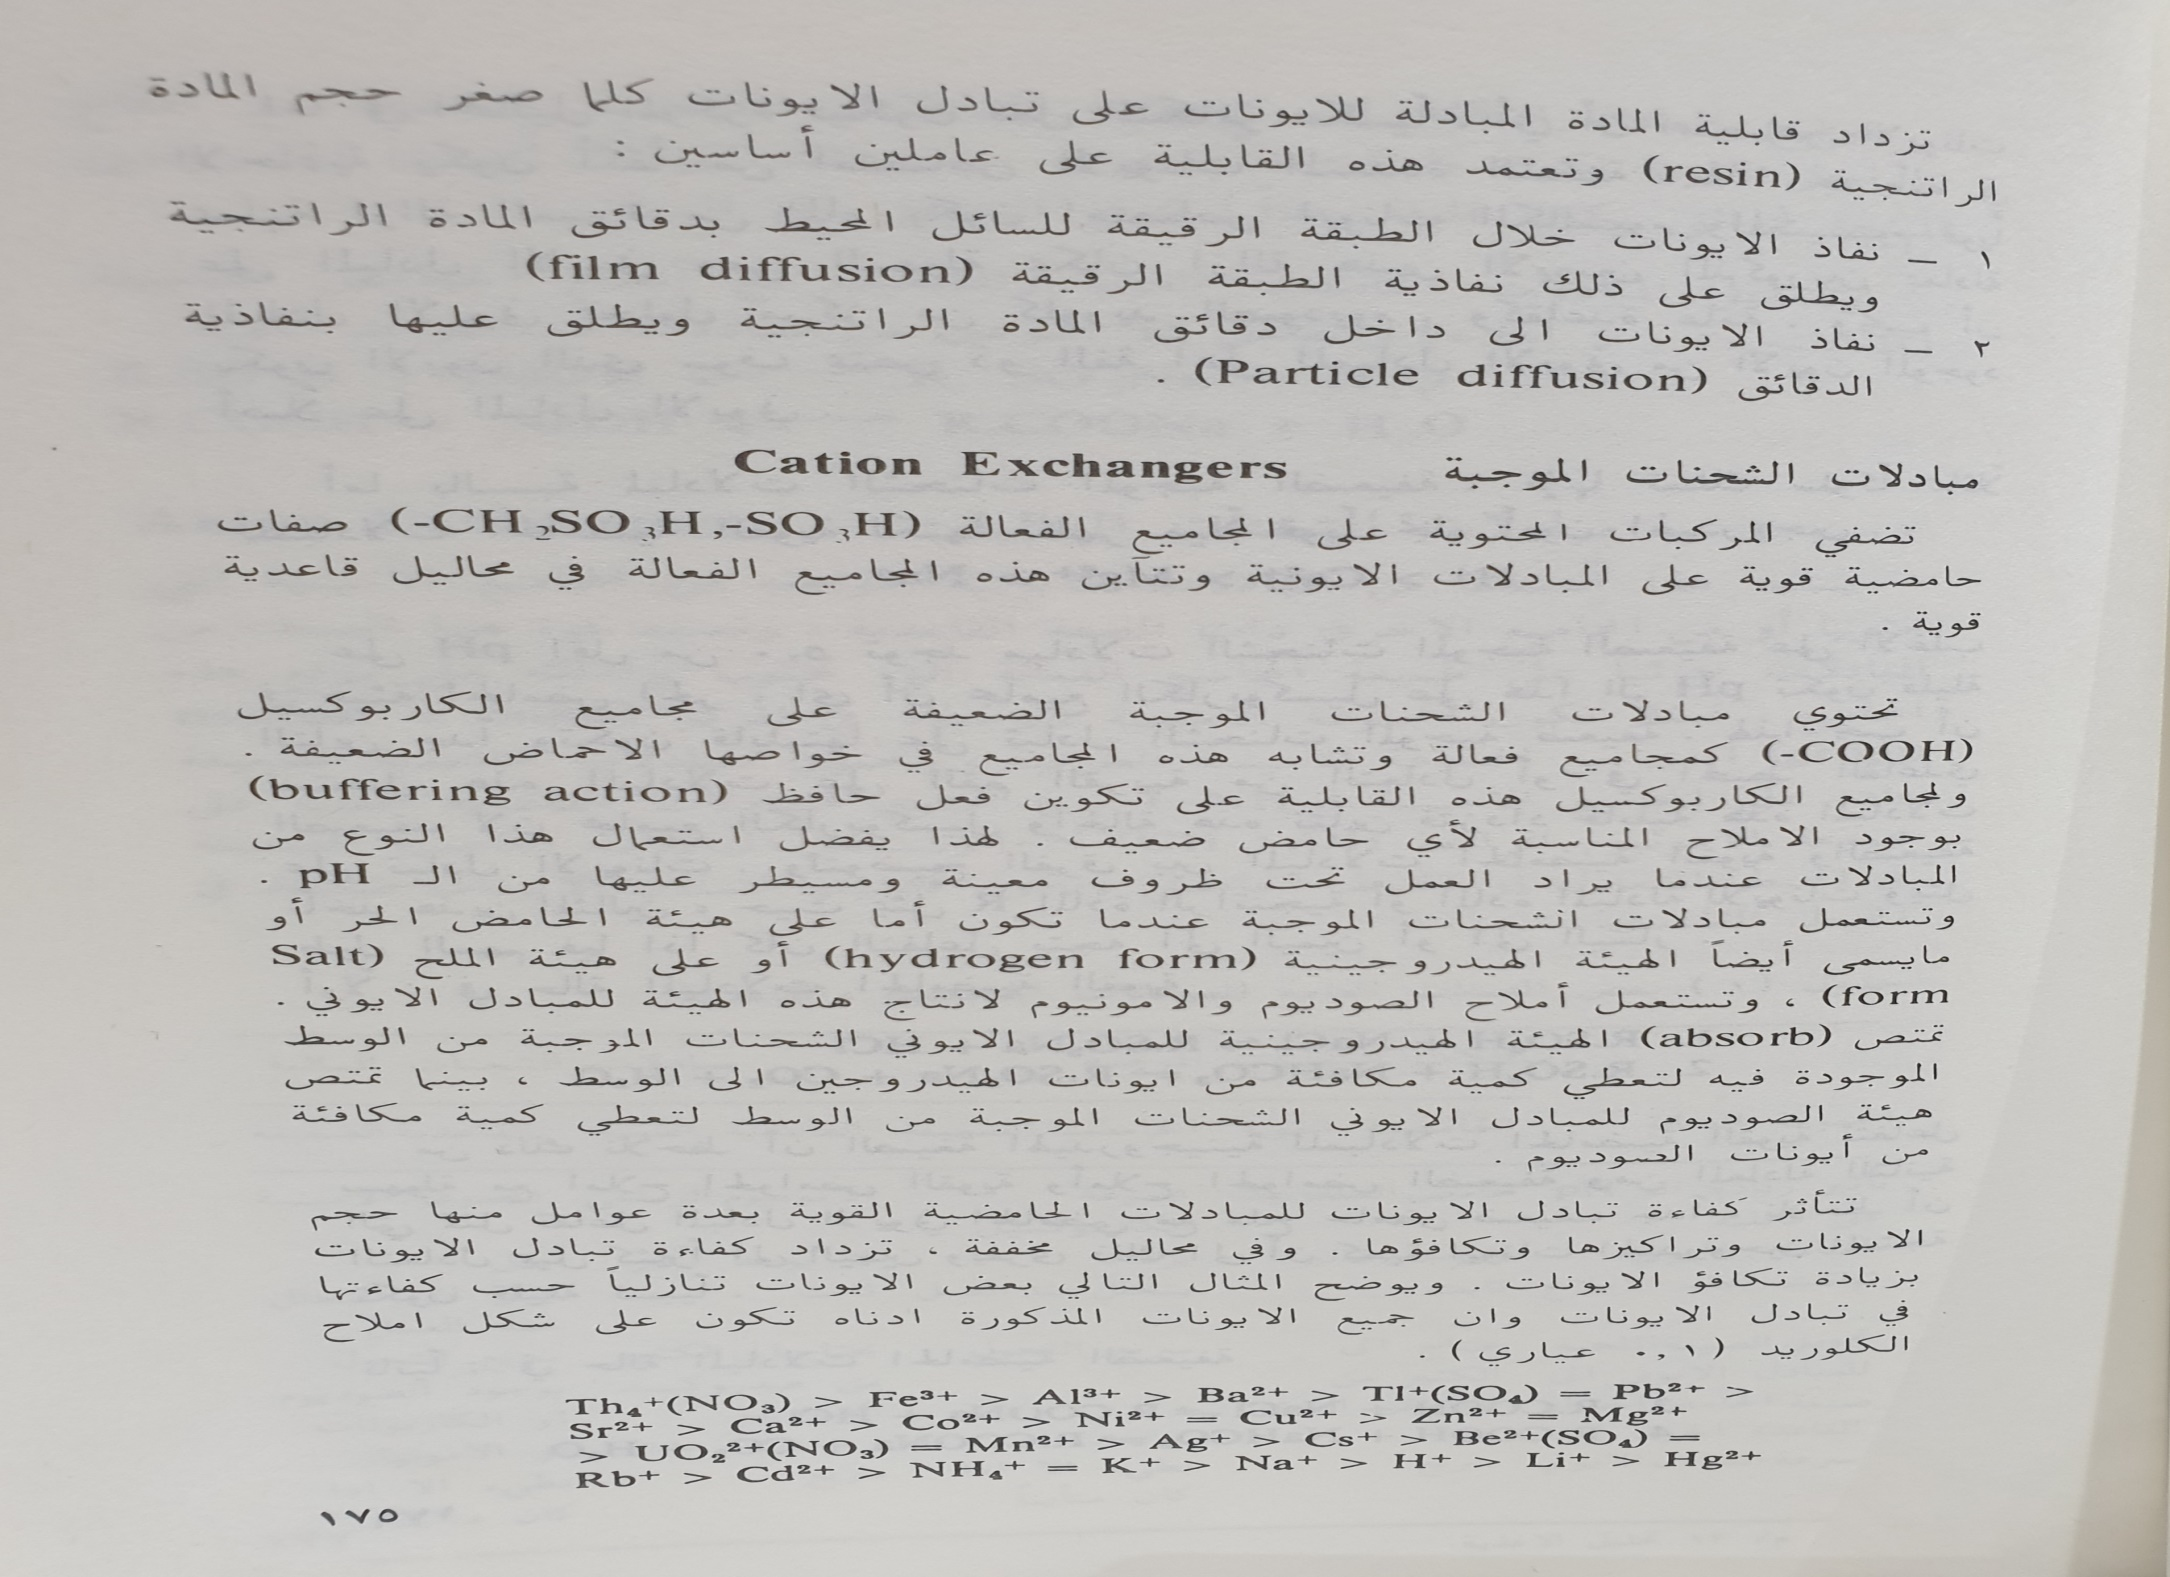 تزداد قابلية المادة المبادلة للايونات على تبادل الايونات كلما صغر حجم المادة
الراتنجية (resin) وتعتمد هذه القابلية على عاملين أساسين :
١ ـ نفاذ الايونات خلال الطبقة الرقيقة للسائل المحيط بدقائق المادة الراتنجية
ويطلق على ذلك نفاذية الطبقة الرقيقة (film diffusion)
٢ ـ نفاذ الايونات الى داخل دقائق المادة الراتنجية ويطلق عليها بنفاذية
الدقائق (Particle diffusion) .
مبادلات الشحنات الموجبة Cation Exchangers
تضفي المركبات المحتوية على المجاميع الفعالة (-CH₂SO₃H,-SO₃H) صفات
حامضية قوية على المبادلات الايونية وتتآين هذه المجاميع الفعالة في محاليل قاعدية
قوية .
تحتوي مبادلات الشحنات الموجبة الضعيفة على مجاميع الكاربوكسيل
(-COOH) كمجاميع فعالة وتشابه هذه المجاميع في خواصها الاحماض الضعيفة .
ولمجاميع الكاربوكسيل هذه القابلية على تكوين فعل حافظ (buffering action)
بوجود الاملاح المناسبة لأي حامض ضعيف . لهذا يفضل استعمال هذا النوع من
المبادلات عندما يراد العمل تحت ظروف معينة ومسيطر عليها من الـ pH .
وتستعمل مبادلات الشحنات الموجبة عندما تكون أما على هيئة الحامض الحر أو
مايسمى أيضاً الهيئة الهيدروجينية (hydrogen form) أو على هيئة الملح (Salt
form) ، وتستعمل أملاح الصوديوم والامونيوم لانتاج هذه الهيئة للمبادل الايوني .
تمتص (absorb) الهيئة الهيدروجينية للمبادل الايوني الشحنات الموجبة من الوسط
الموجودة فيه لتعطي كمية مكافئة من ايونات الهيدروجين الى الوسط ، بينما تمتص
هيئة الصوديوم للمبادل الايوني الشحنات الموجبة من الوسط لتعطي كمية مكافئة
من أيونات الصوديوم .
تتأثر كفاءة تبادل الايونات للمبادلات الحامضية القوية بعدة عوامل منها حجم
الايونات وتراكيزها وتكافؤها . وفي محاليل مخففة ، تزداد كفاءة تبادل الايونات
بزيادة تكافؤ الايونات . ويوضح المثال التالي بعض الايونات تنازلياً حسب كفاءتها
في تبادل الايونات وان جميع الايونات المذكورة ادناه تكون على شكل املاح
الكلوريد (٠,١ عياري) .
Th₄⁺(NO₃) > Fe³⁺ > Al³⁺ > Ba²⁺ > Tl⁺(SO₄) = Pb²⁺ >
Sr²⁺ > Ca²⁺ > Co²⁺ > Ni²⁺ = Cu²⁺ > Zn²⁺ = Mg²⁺
> UO₂²⁺(NO₃) = Mn²⁺ > Ag⁺ > Cs⁺ > Be²⁺(SO₄) =
Rb⁺ > Cd²⁺ > NH₄⁺ = K⁺ > Na⁺ > H⁺ > Li⁺ > Hg²⁺
١٧٥